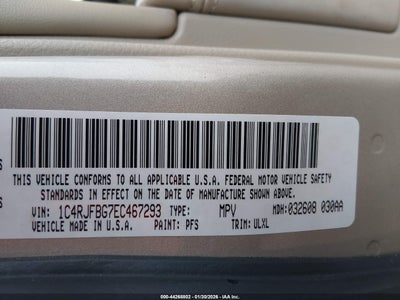 THIS VEHICLE CONFORMS TO ALL APPLICABLE U.S.A. FEDERAL MOTOR VEHICLE SAFETY
STANDARDS IN EFFECT ON THE DATE OF MANUFACTURE SHOWN ABOVE.
VIN: 1C4RJFBG7EC467293 TYPE: MPV MDH:032608 030AA
VEHICLE MADE IN U.S.A. PAINT: PFS TRIM: ULXL
000-44268802 - 01/20/2026 - IAA Branch